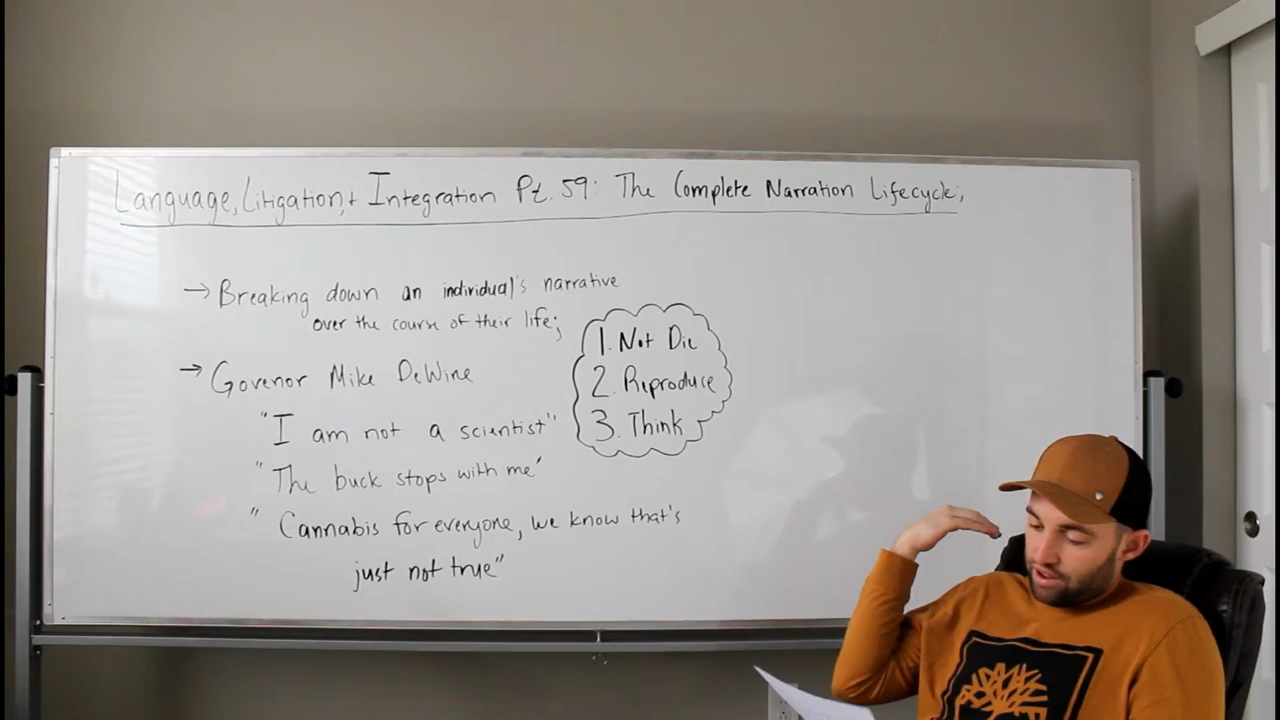 Language, Litigation, + Integration Pt. 59: The Complete Narration Lifecycle;
→ Breaking down an individual's narrative
over the course of their life;
1. Not Die
2. Reproduce
3. Think
→ Govenor Mike DeWine
"I am not a scientist"
"The buck stops with me"
"Cannabis for everyone, we know that's
just not true"